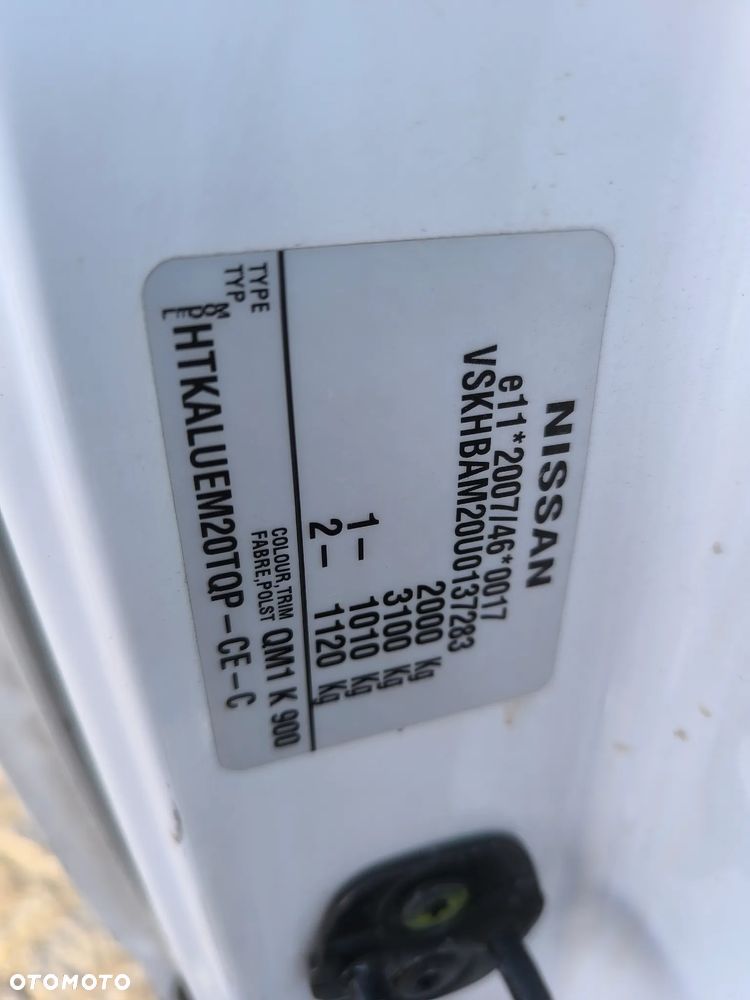 NISSAN
e11*2007/46*0017
VSKHBAM20U0137283
2000 Kg
3100 Kg
1- 1010 Kg
2- 1120 Kg
TYPE
TYP
COLOUR,TRIM
FABRE,POLST
QM1 K 900
MODEL
HTKALUEM20TQP-CE-C
OTOMOTO